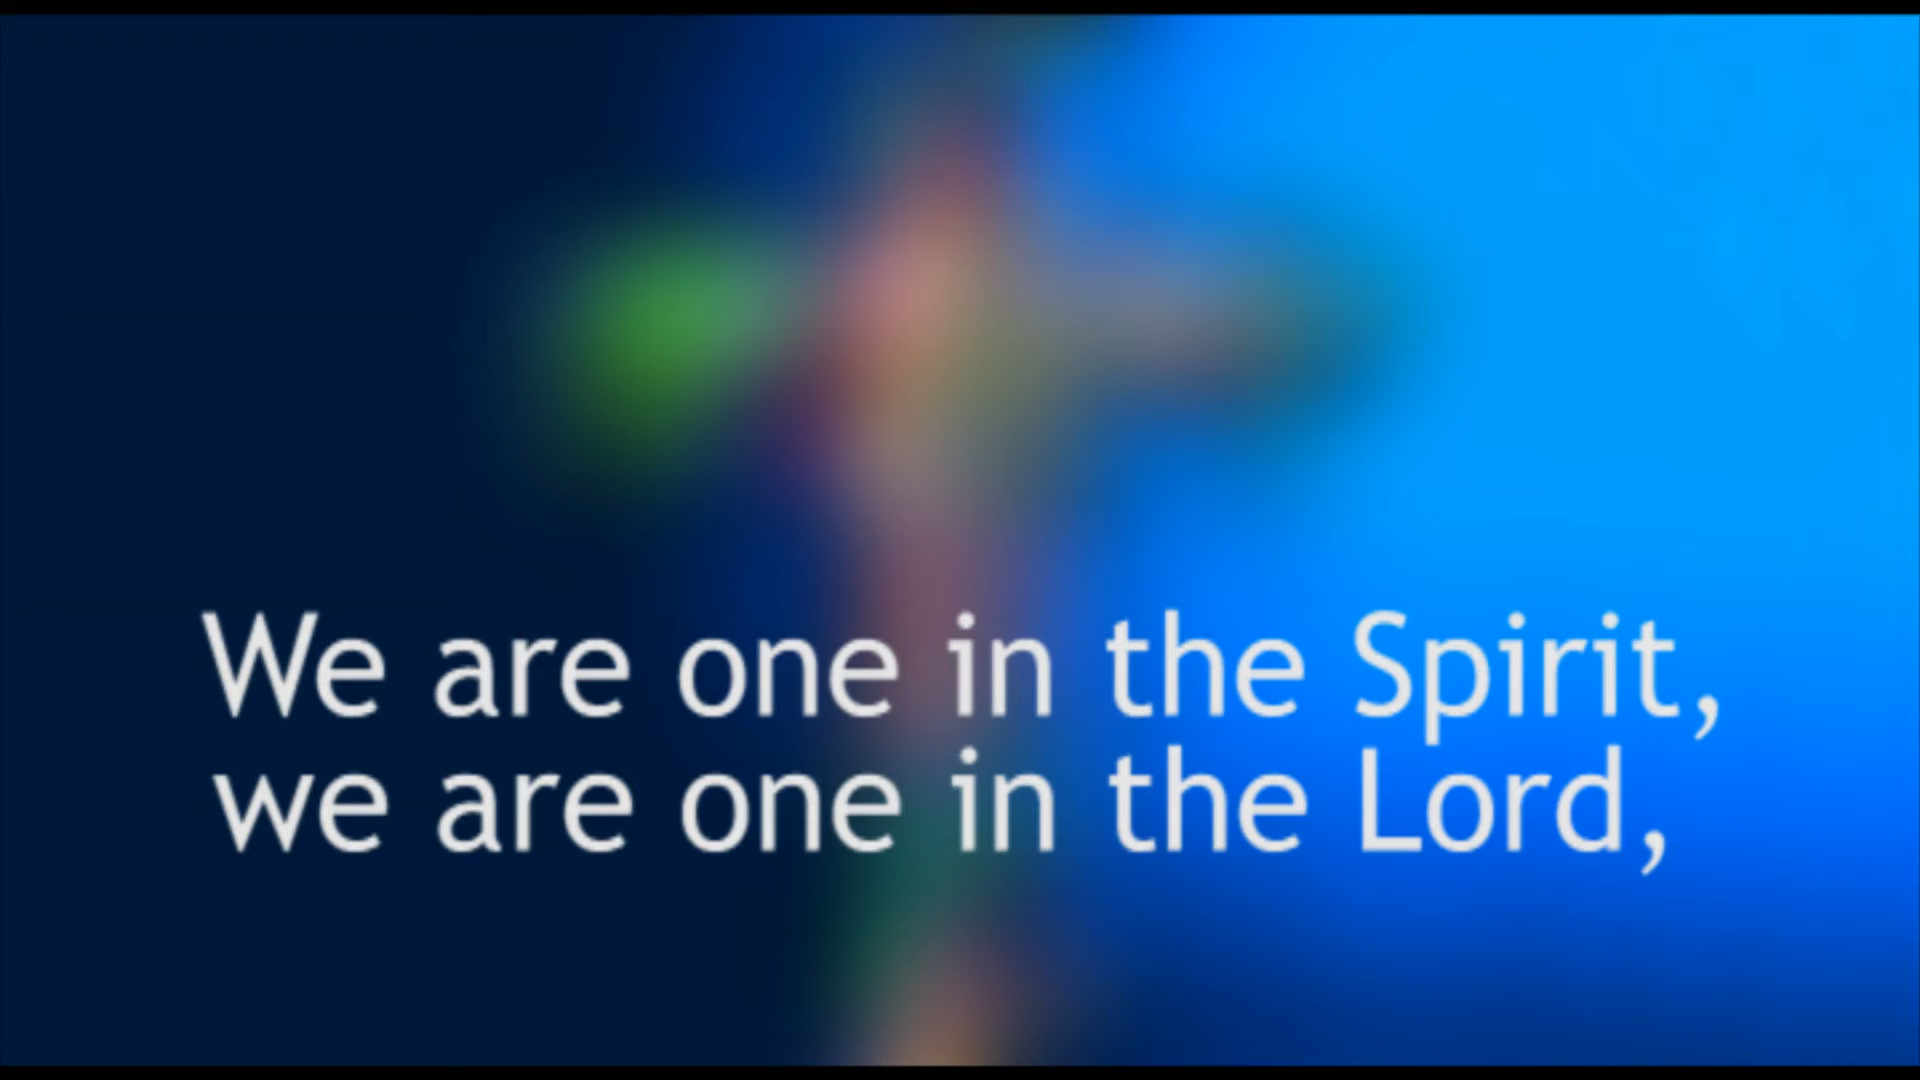 We are one in the Spirit,
we are one in the Lord,